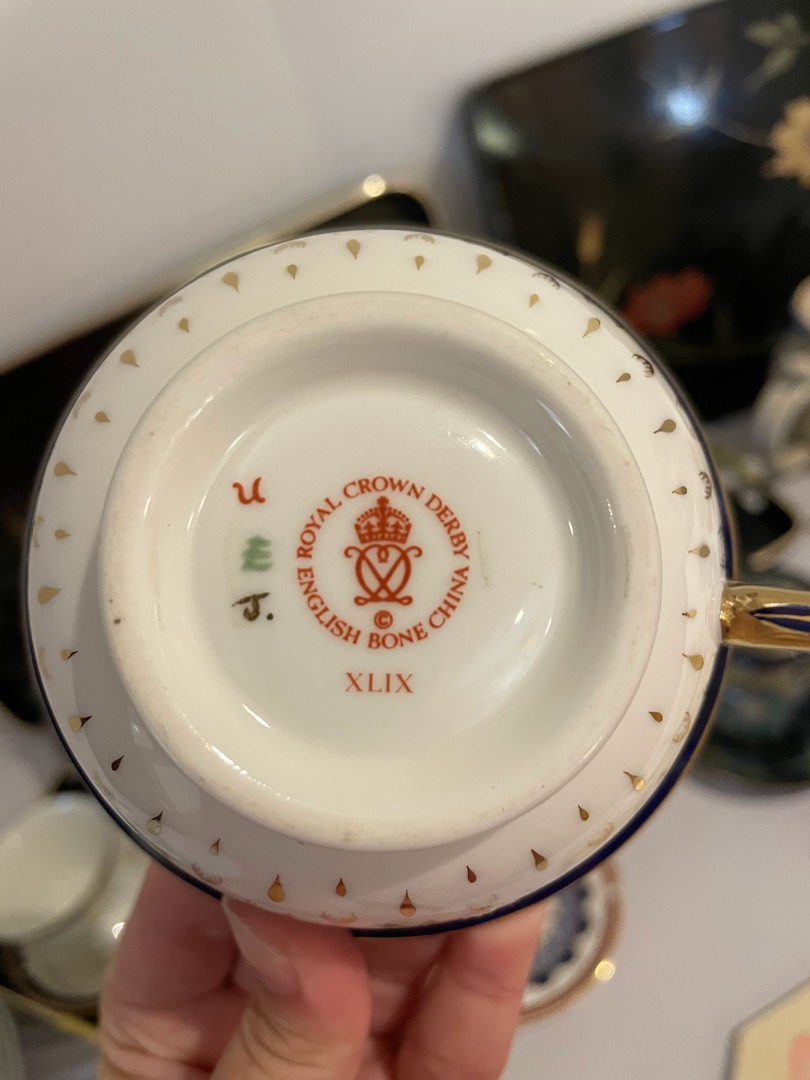 ROYAL CROWN DERBY
ENGLISH BONE CHINA
©
XLIX
U
E
J.